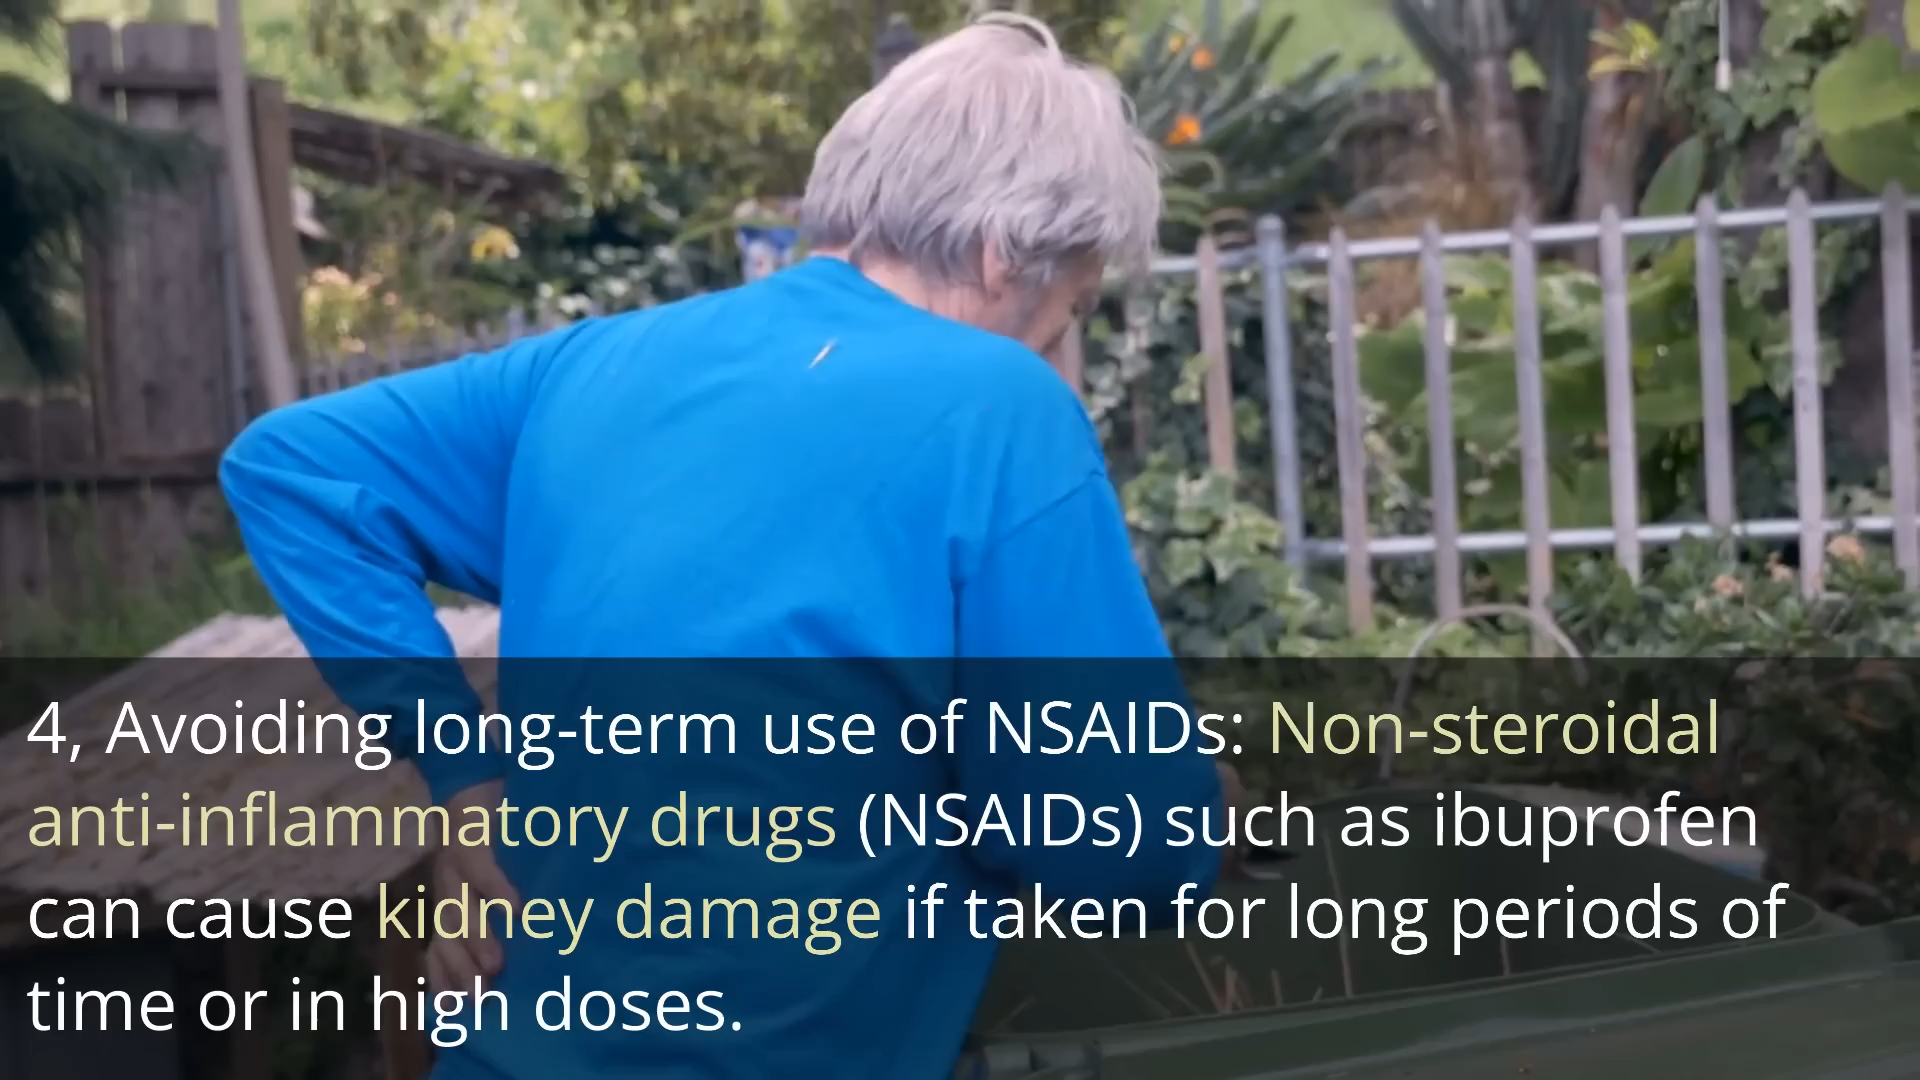 4, Avoiding long-term use of NSAIDs: Non-steroidal
anti-inflammatory drugs (NSAIDs) such as ibuprofen
can cause kidney damage if taken for long periods of
time or in high doses.